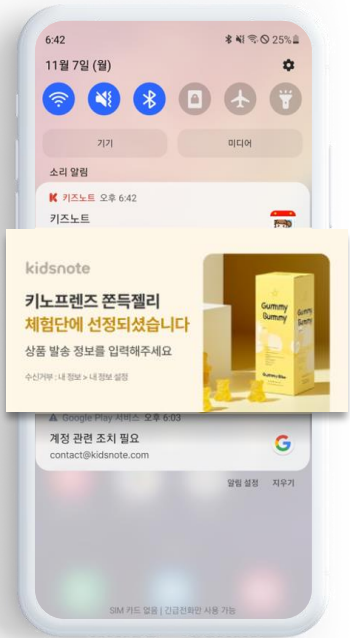 6:42
25%
11월 7일 (월)
기기
미디어
소리 알림
키즈노트 오후 6:42
키즈노트
kidsnote
키노프렌즈 쫀득젤리
체험단에 선정되셨습니다
상품 발송 정보를 입력해주세요
수신거부 : 내 정보 > 내 정보 설정
Gummy
Bummy
Gummy
Bummy
Google Play 서비스 오후 6:03
계정 관련 조치 필요
contact@kidsnote.com
G
알림 설정
지우기
SIM 카드 없음 | 긴급전화만 사용 가능